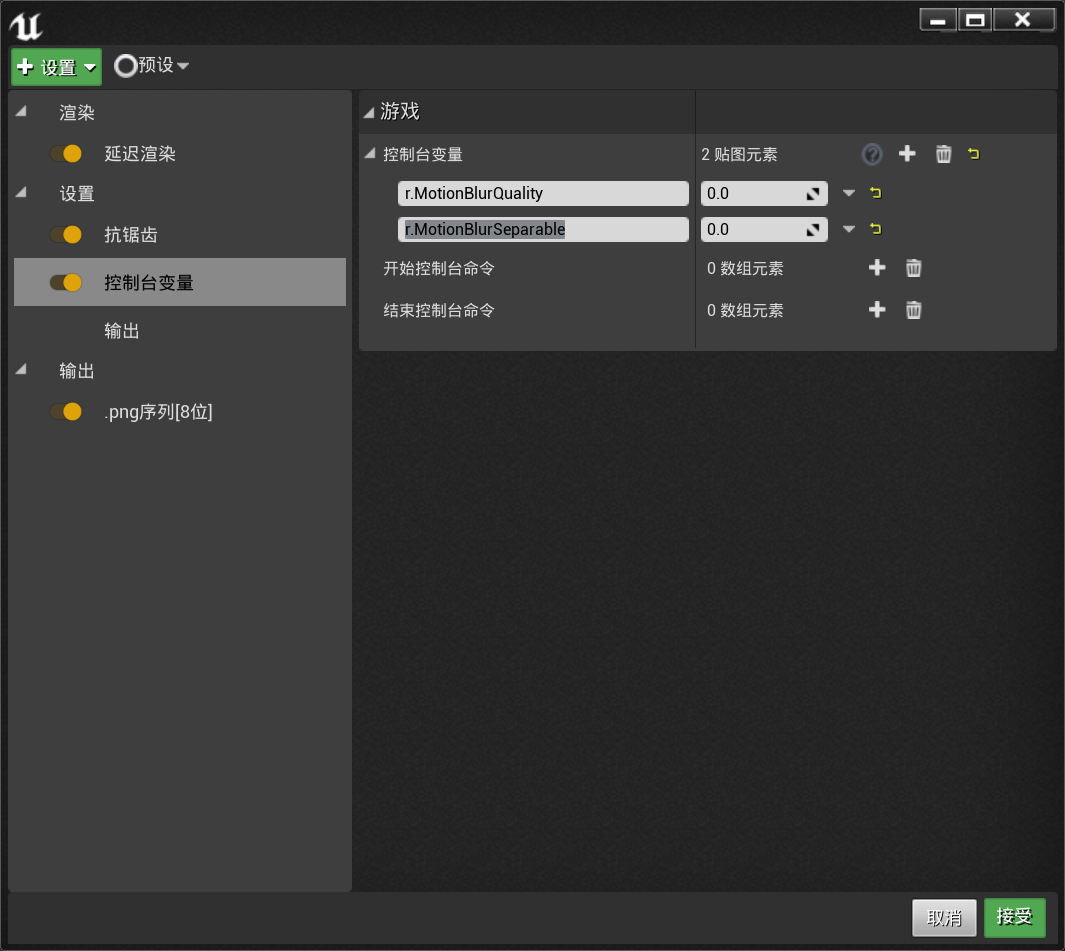 设置
预设
渲染
延迟渲染
设置
抗锯齿
控制台变量
输出
输出
.png序列[8位]
游戏
控制台变量
2 贴图元素
r.MotionBlurQuality
0.0
r.MotionBlurSeparable
0.0
开始控制台命令
0 数组元素
结束控制台命令
0 数组元素
取消
接受